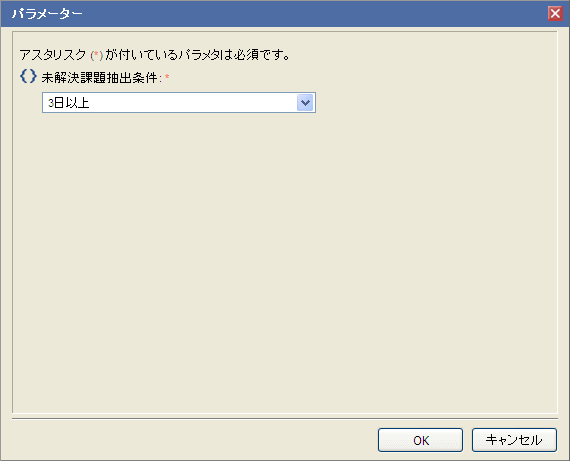 パラメーター
アスタリスク (*) が付いているパラメタは必須です。
未解決課題抽出条件: *
3日以上
OK
キャンセル